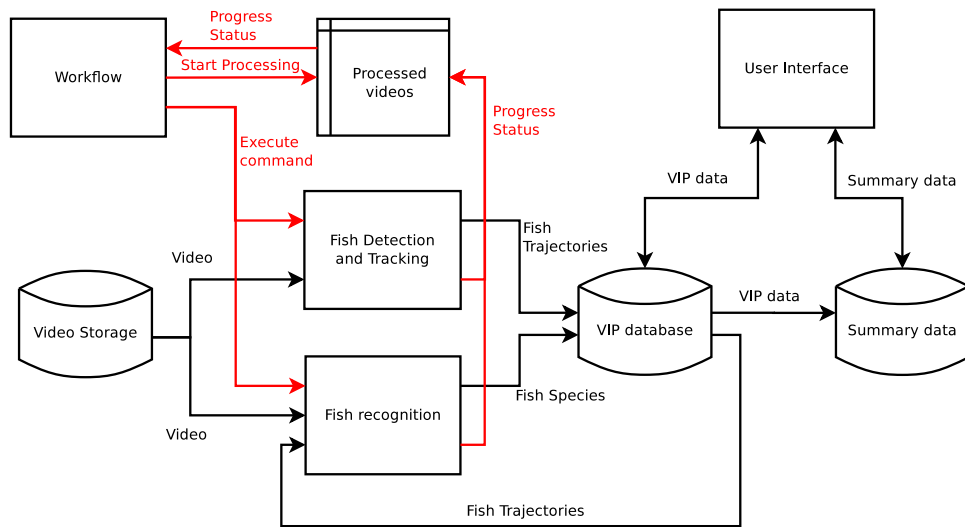 Progress
Status
Workflow
Start Processing
Processed
videos
User Interface
Progress
Status
Execute
command
VIP data
Summary data
Fish Detection
and Tracking
Fish
Trajectories
Video
Video Storage
VIP database
VIP data
Summary data
Fish recognition
Fish Species
Video
Fish Trajectories